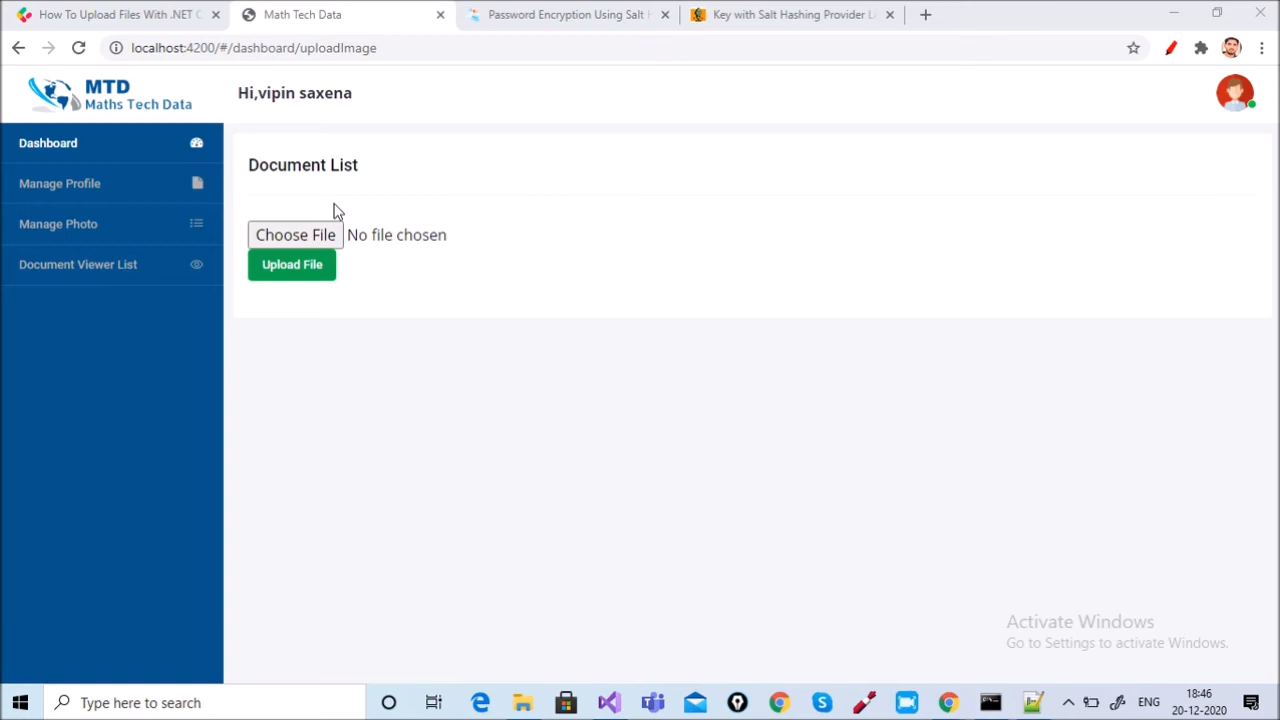 How To Upload Files With .NET C
Math Tech Data
Password Encryption Using Salt H
Key with Salt Hashing Provider Li
localhost:4200/#/dashboard/uploadImage
MTD
Maths Tech Data
Hi,vipin saxena
Dashboard
Manage Profile
Manage Photo
Document Viewer List
Document List
Choose File No file chosen
Upload File
Activate Windows
Go to Settings to activate Windows.
Type here to search
ENG
18:46
20-12-2020